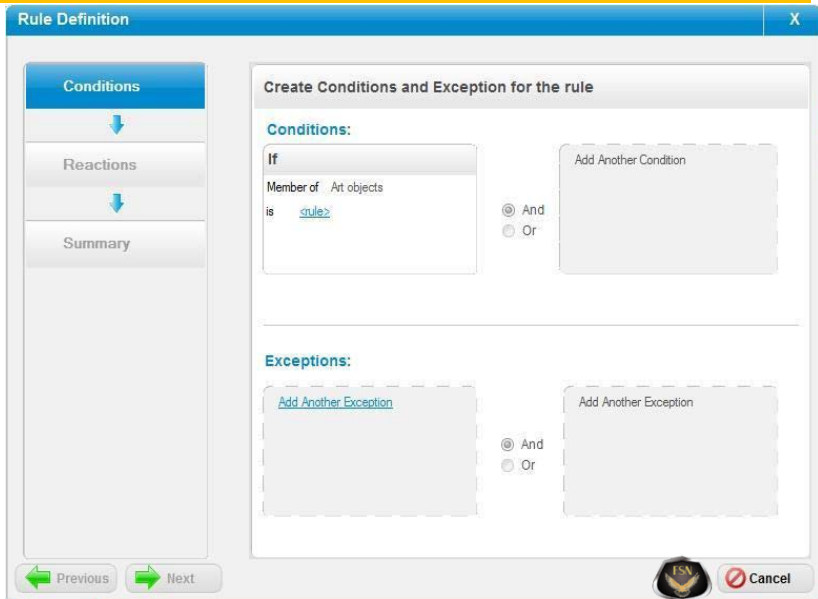 Rule Definition X
Conditions
Reactions
Summary
Create Conditions and Exception for the rule
Conditions:
If
Member of Art objects
is <rule>
And
Or
Add Another Condition
Exceptions:
Add Another Exception
And
Or
Add Another Exception
Previous Next
FSN
Cancel